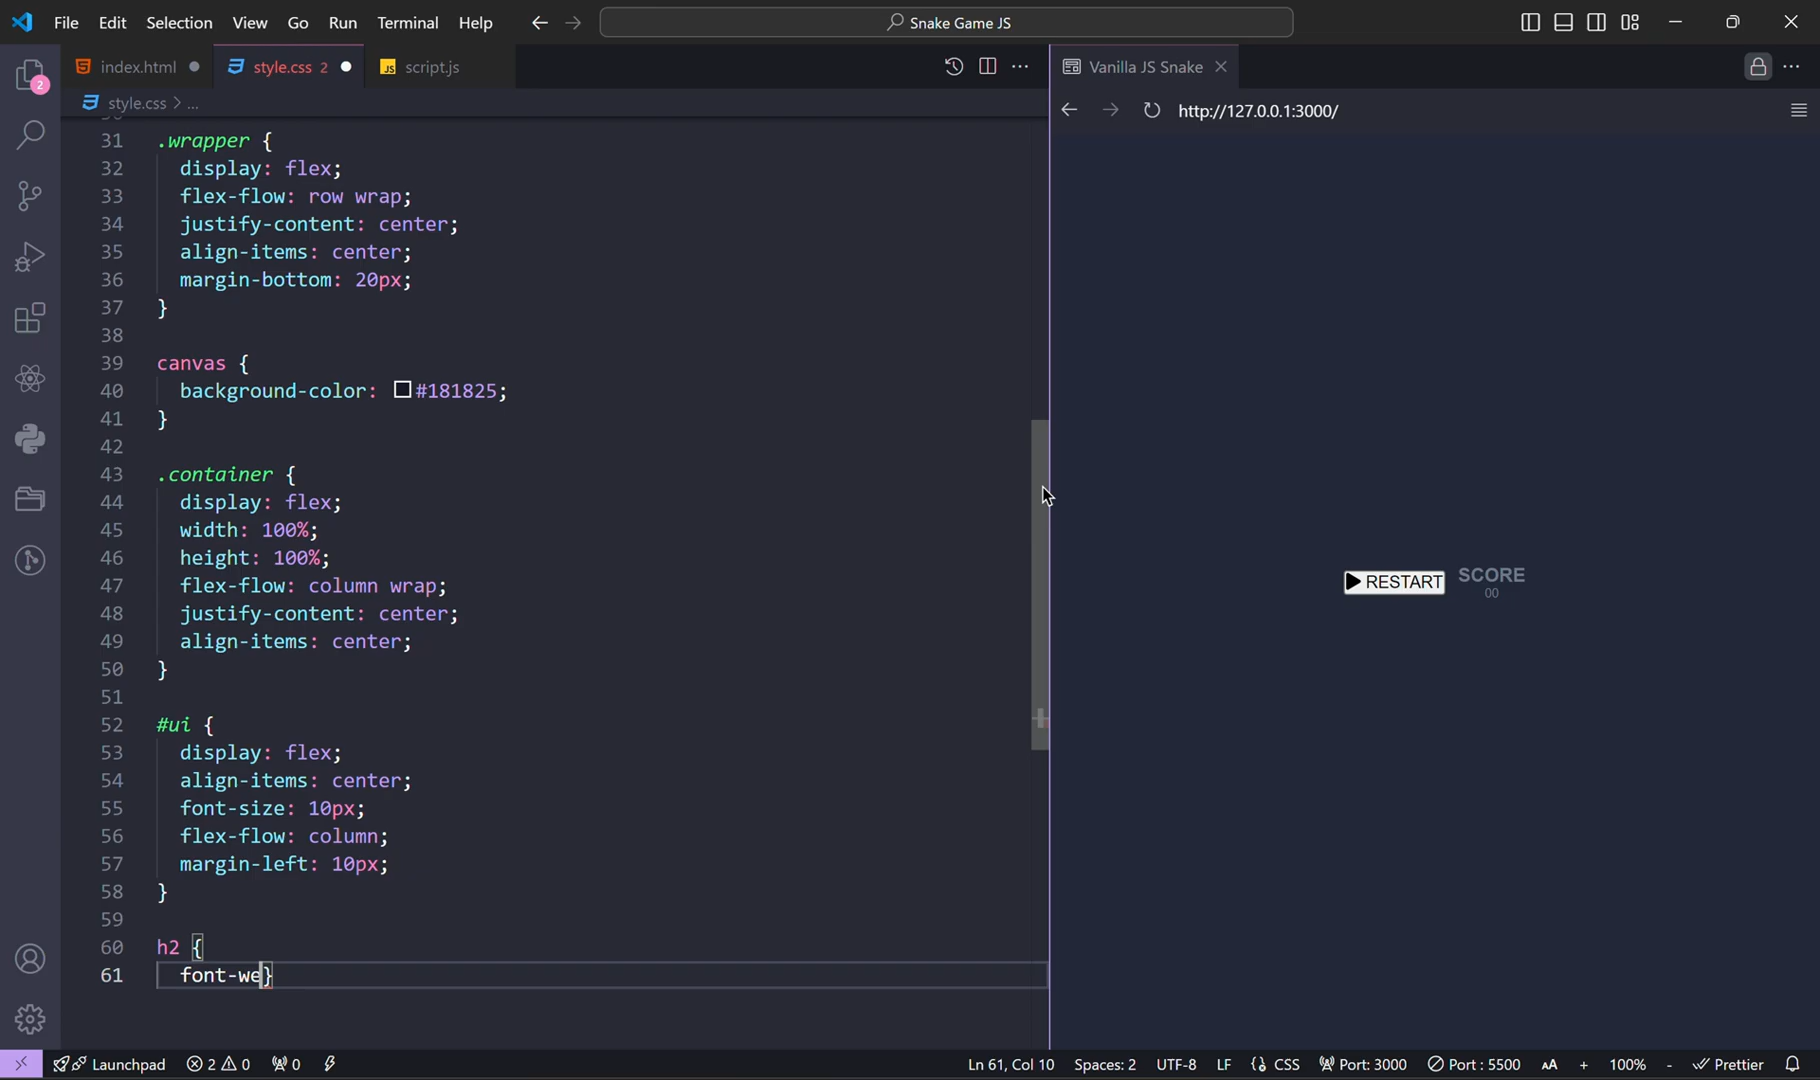 File Edit Selection View Go Run Terminal Help
Snake Game JS
index.html
style.css 2
script.js
Vanilla JS Snake
style.css > ...
http://127.0.0.1:3000/
2
31 .wrapper {
32 display: flex;
33 flex-flow: row wrap;
34 justify-content: center;
35 align-items: center;
36 margin-bottom: 20px;
37 }
38
39 canvas {
40 background-color: #181825;
41 }
42
43 .container {
44 display: flex;
45 width: 100%;
46 height: 100%;
47 flex-flow: column wrap;
48 justify-content: center;
49 align-items: center;
50 }
51
52 #ui {
53 display: flex;
54 align-items: center;
55 font-size: 10px;
56 flex-flow: column;
57 margin-left: 10px;
58 }
59
60 h2 {
61 font-we}
RESTART
SCORE
00
Launchpad 2 0 0 Ln 61, Col 10 Spaces: 2 UTF-8 LF {} CSS Port: 3000 Port : 5500 AA + 100% - Prettier